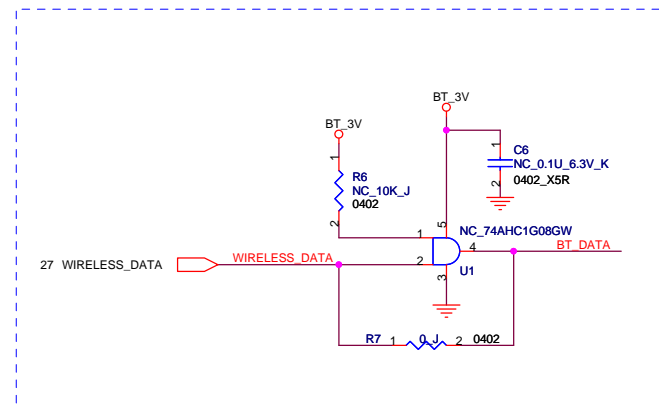 BT_3V
BT_3V
1
R6
NC_10K_J
0402
2
1
C6
NC_0.1U_6.3V_K
0402_X5R
2
5
NC_74AHC1G08GW
1
4
BT_DATA
27 WIRELESS_DATA
WIRELESS_DATA
2
U1
3
R7 1 0_J 2 0402